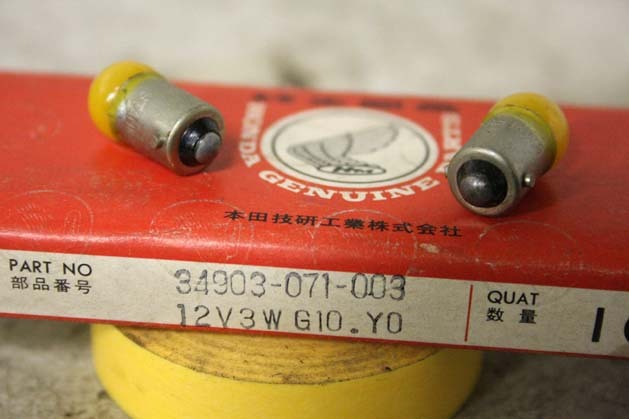 HONDA
GENUINE PARTS
本田技研工業株式会社
PART NO
部品番号
34903-071-003
12V3W G10.YO
QUAT
数量